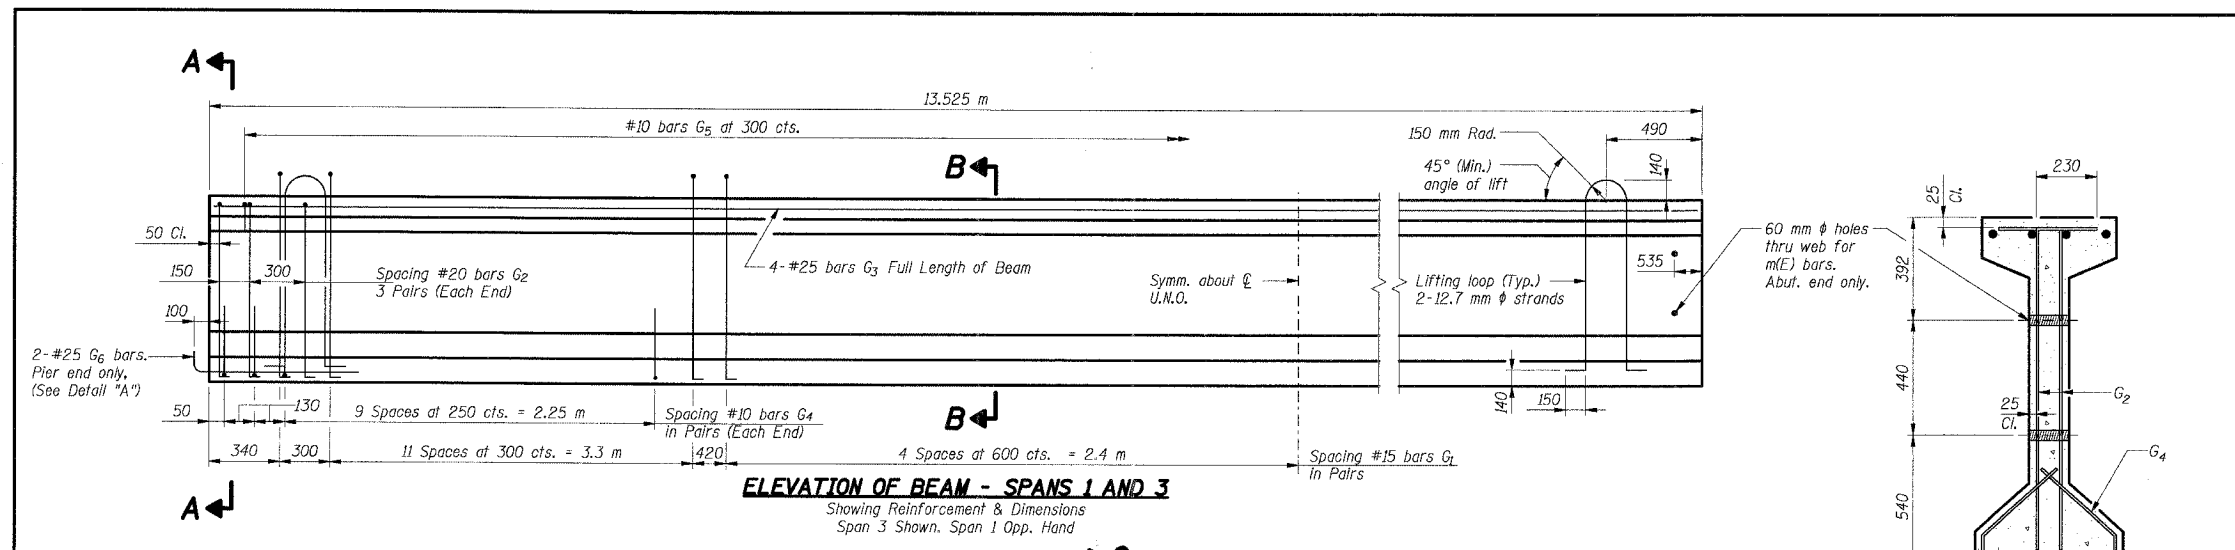 A
13.525 m
#10 bars G5 at 300 cts.
150 mm Rad.
490
B
45° (Min.)
angle of lift
140
230
25
Cl.
50 Cl.
60 mm ϕ holes
thru web for
m(E) bars.
Abut. end only.
150
300
Spacing #20 bars G2
3 Pairs (Each End)
4-#25 bars G3 Full Length of Beam
Symm. about ℄
U.N.O.
Lifting loop (Typ.)
2-12.7 mm ϕ strands
535
392
100
2-#25 G6 bars.
Pier end only,
(See Detail "A")
440
G2
25
Cl.
50
130
9 Spaces at 250 cts. = 2.25 m
Spacing #10 bars G4
in Pairs (Each End)
B
140
150
340
300
11 Spaces at 300 cts. = 3.3 m
420
4 Spaces at 600 cts. = 2.4 m
Spacing #15 bars G1
in Pairs
G4
540
A
ELEVATION OF BEAM - SPANS 1 AND 3
Showing Reinforcement & Dimensions
Span 3 Shown. Span 1 Opp. Hand